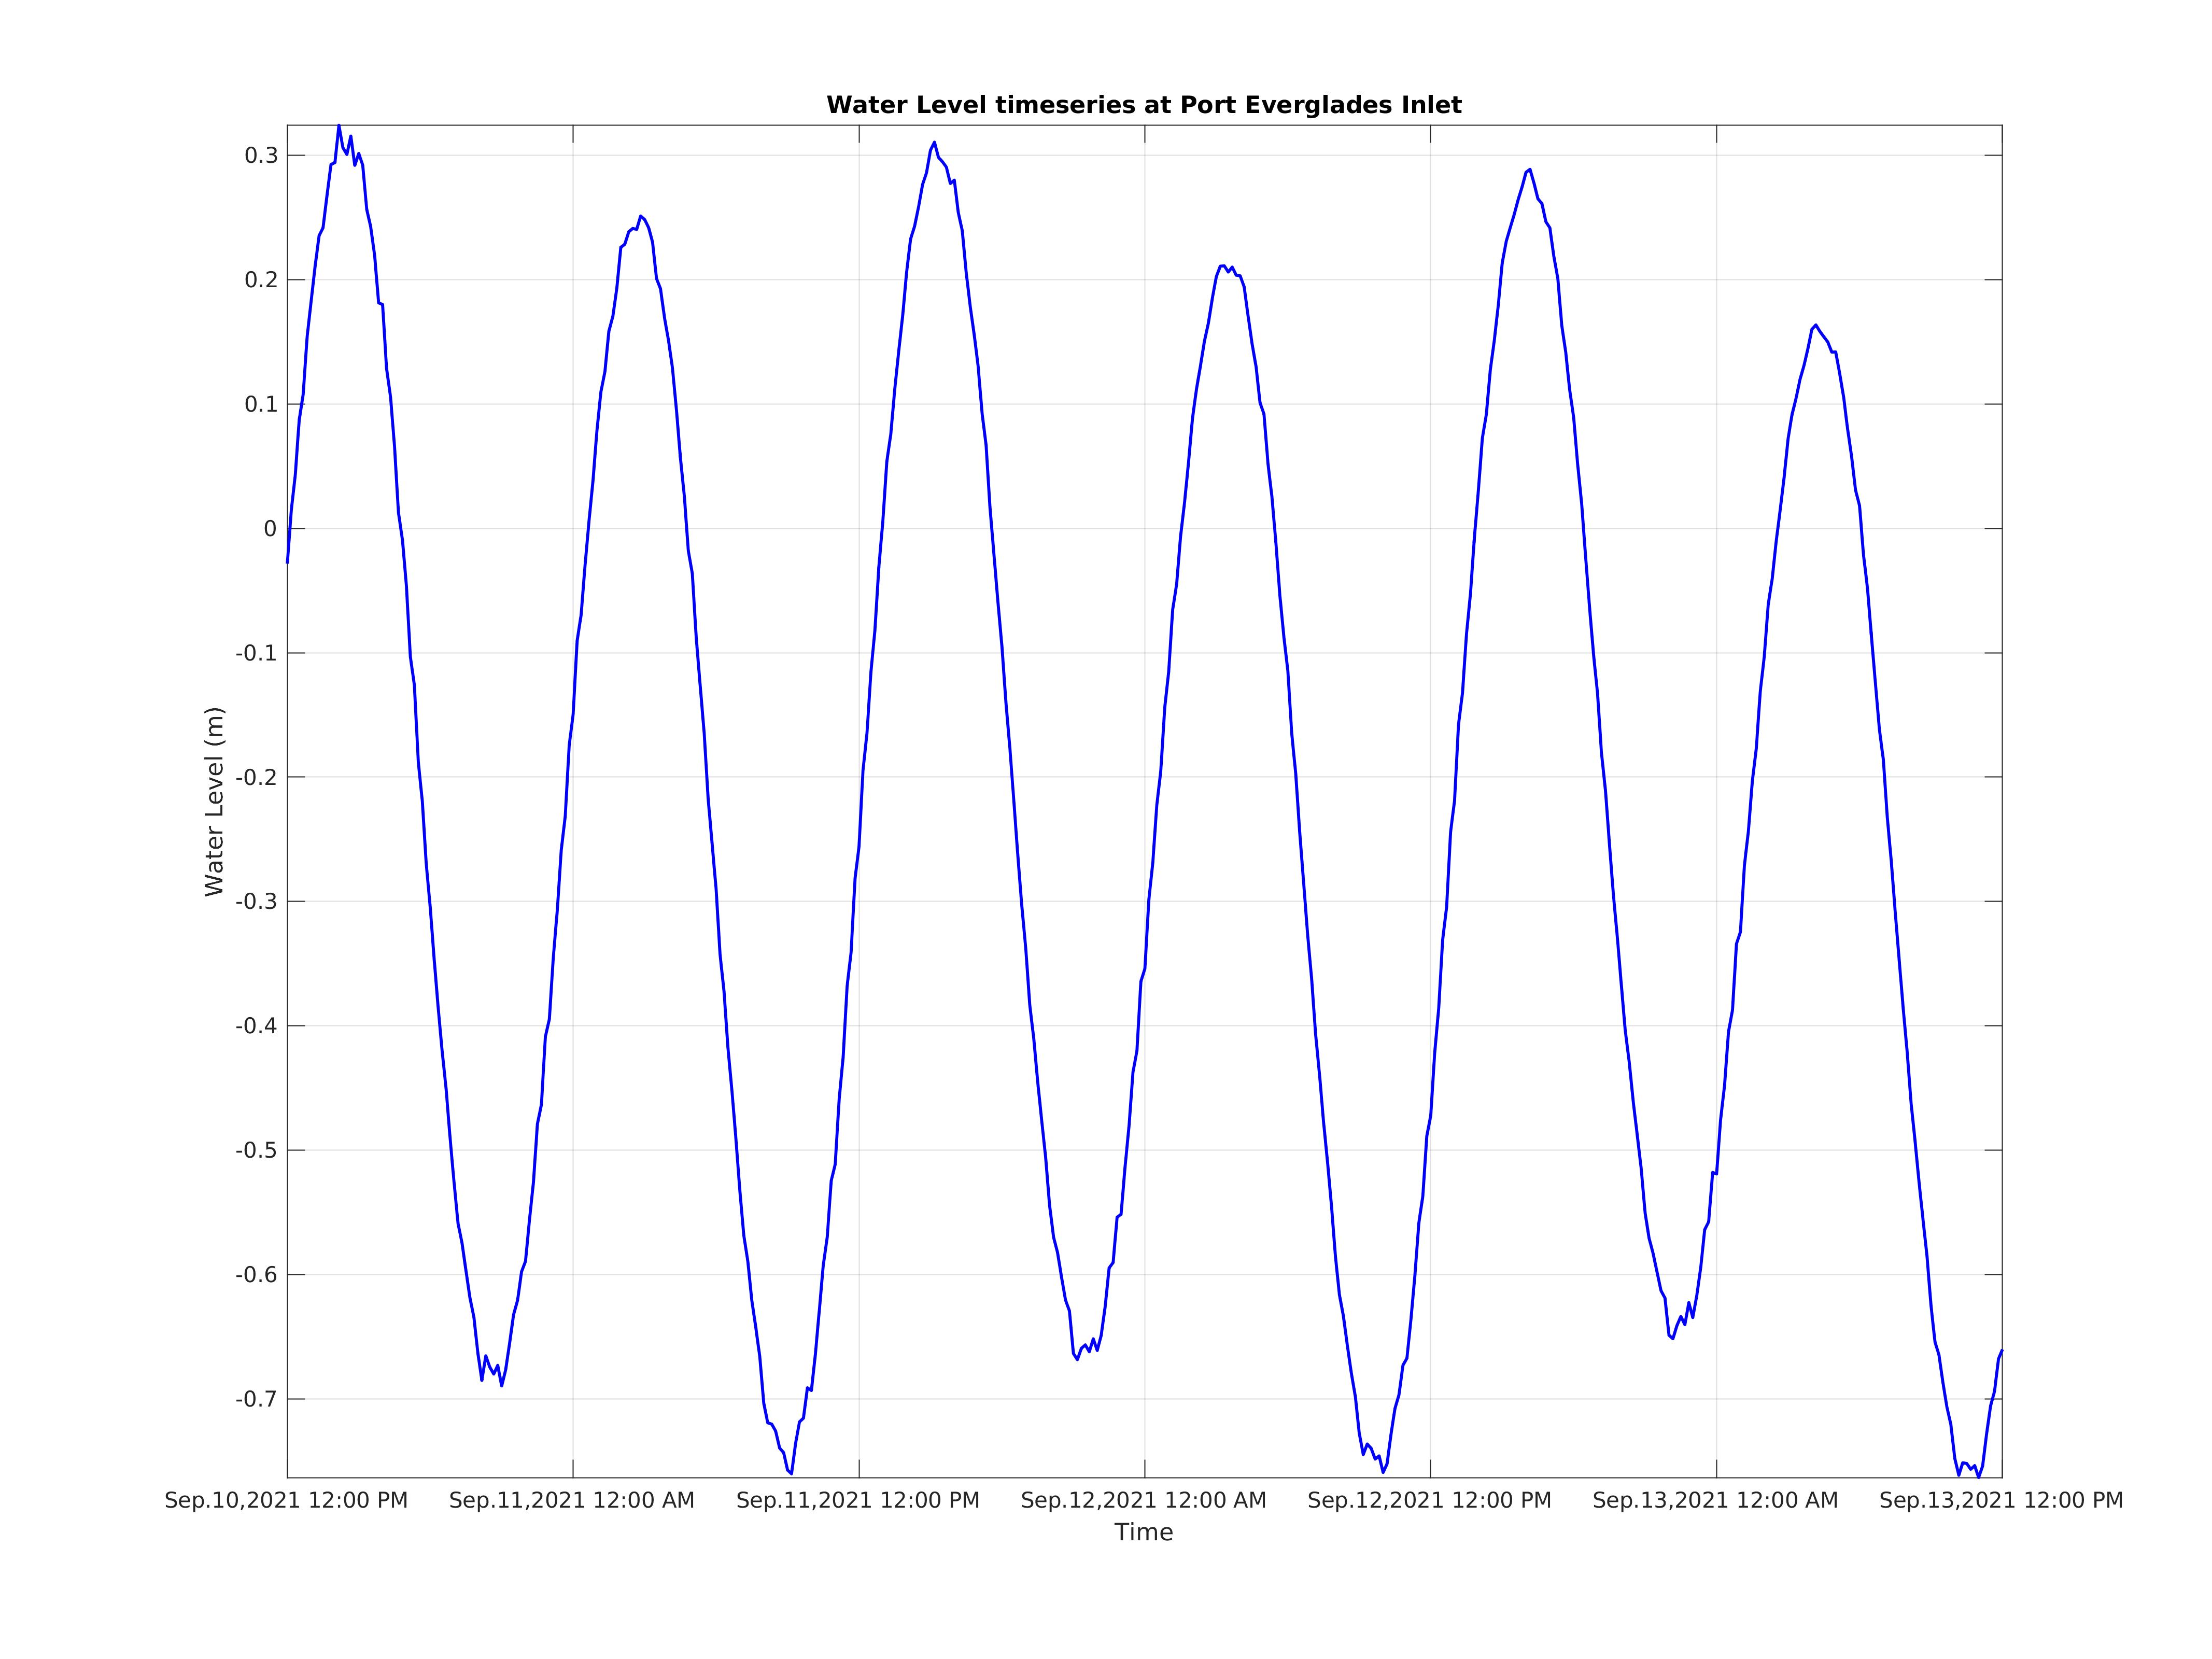 Water Level timeseries at Port Everglades Inlet
0.3
0.2
0.1
0
-0.1
-0.2
-0.3
-0.4
-0.5
-0.6
-0.7
Water Level (m)
Sep.10,2021 12:00 PM
Sep.11,2021 12:00 AM
Sep.11,2021 12:00 PM
Sep.12,2021 12:00 AM
Sep.12,2021 12:00 PM
Sep.13,2021 12:00 AM
Sep.13,2021 12:00 PM
Time